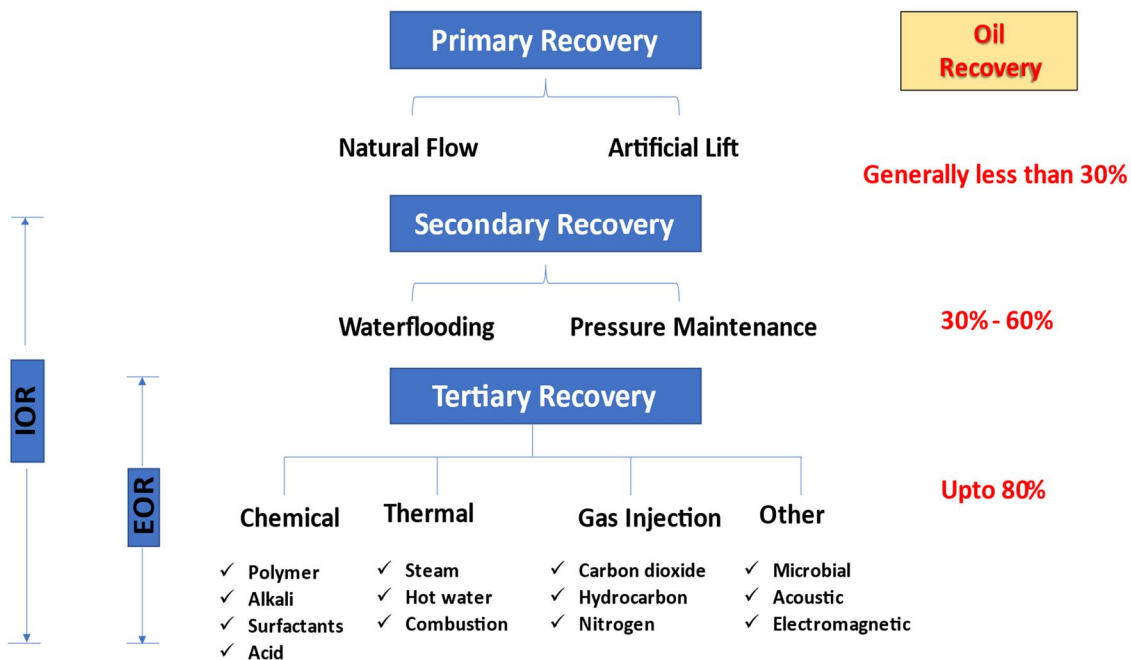 Primary Recovery
Oil
Recovery
Natural Flow
Artificial Lift
Generally less than 30%
Secondary Recovery
Waterflooding
Pressure Maintenance
30% - 60%
IOR
Tertiary Recovery
EOR
Upto 80%
Chemical
Thermal
Gas Injection
Other
✓ Polymer
✓ Alkali
✓ Surfactants
✓ Acid
✓ Steam
✓ Hot water
✓ Combustion
✓ Carbon dioxide
✓ Hydrocarbon
✓ Nitrogen
✓ Microbial
✓ Acoustic
✓ Electromagnetic